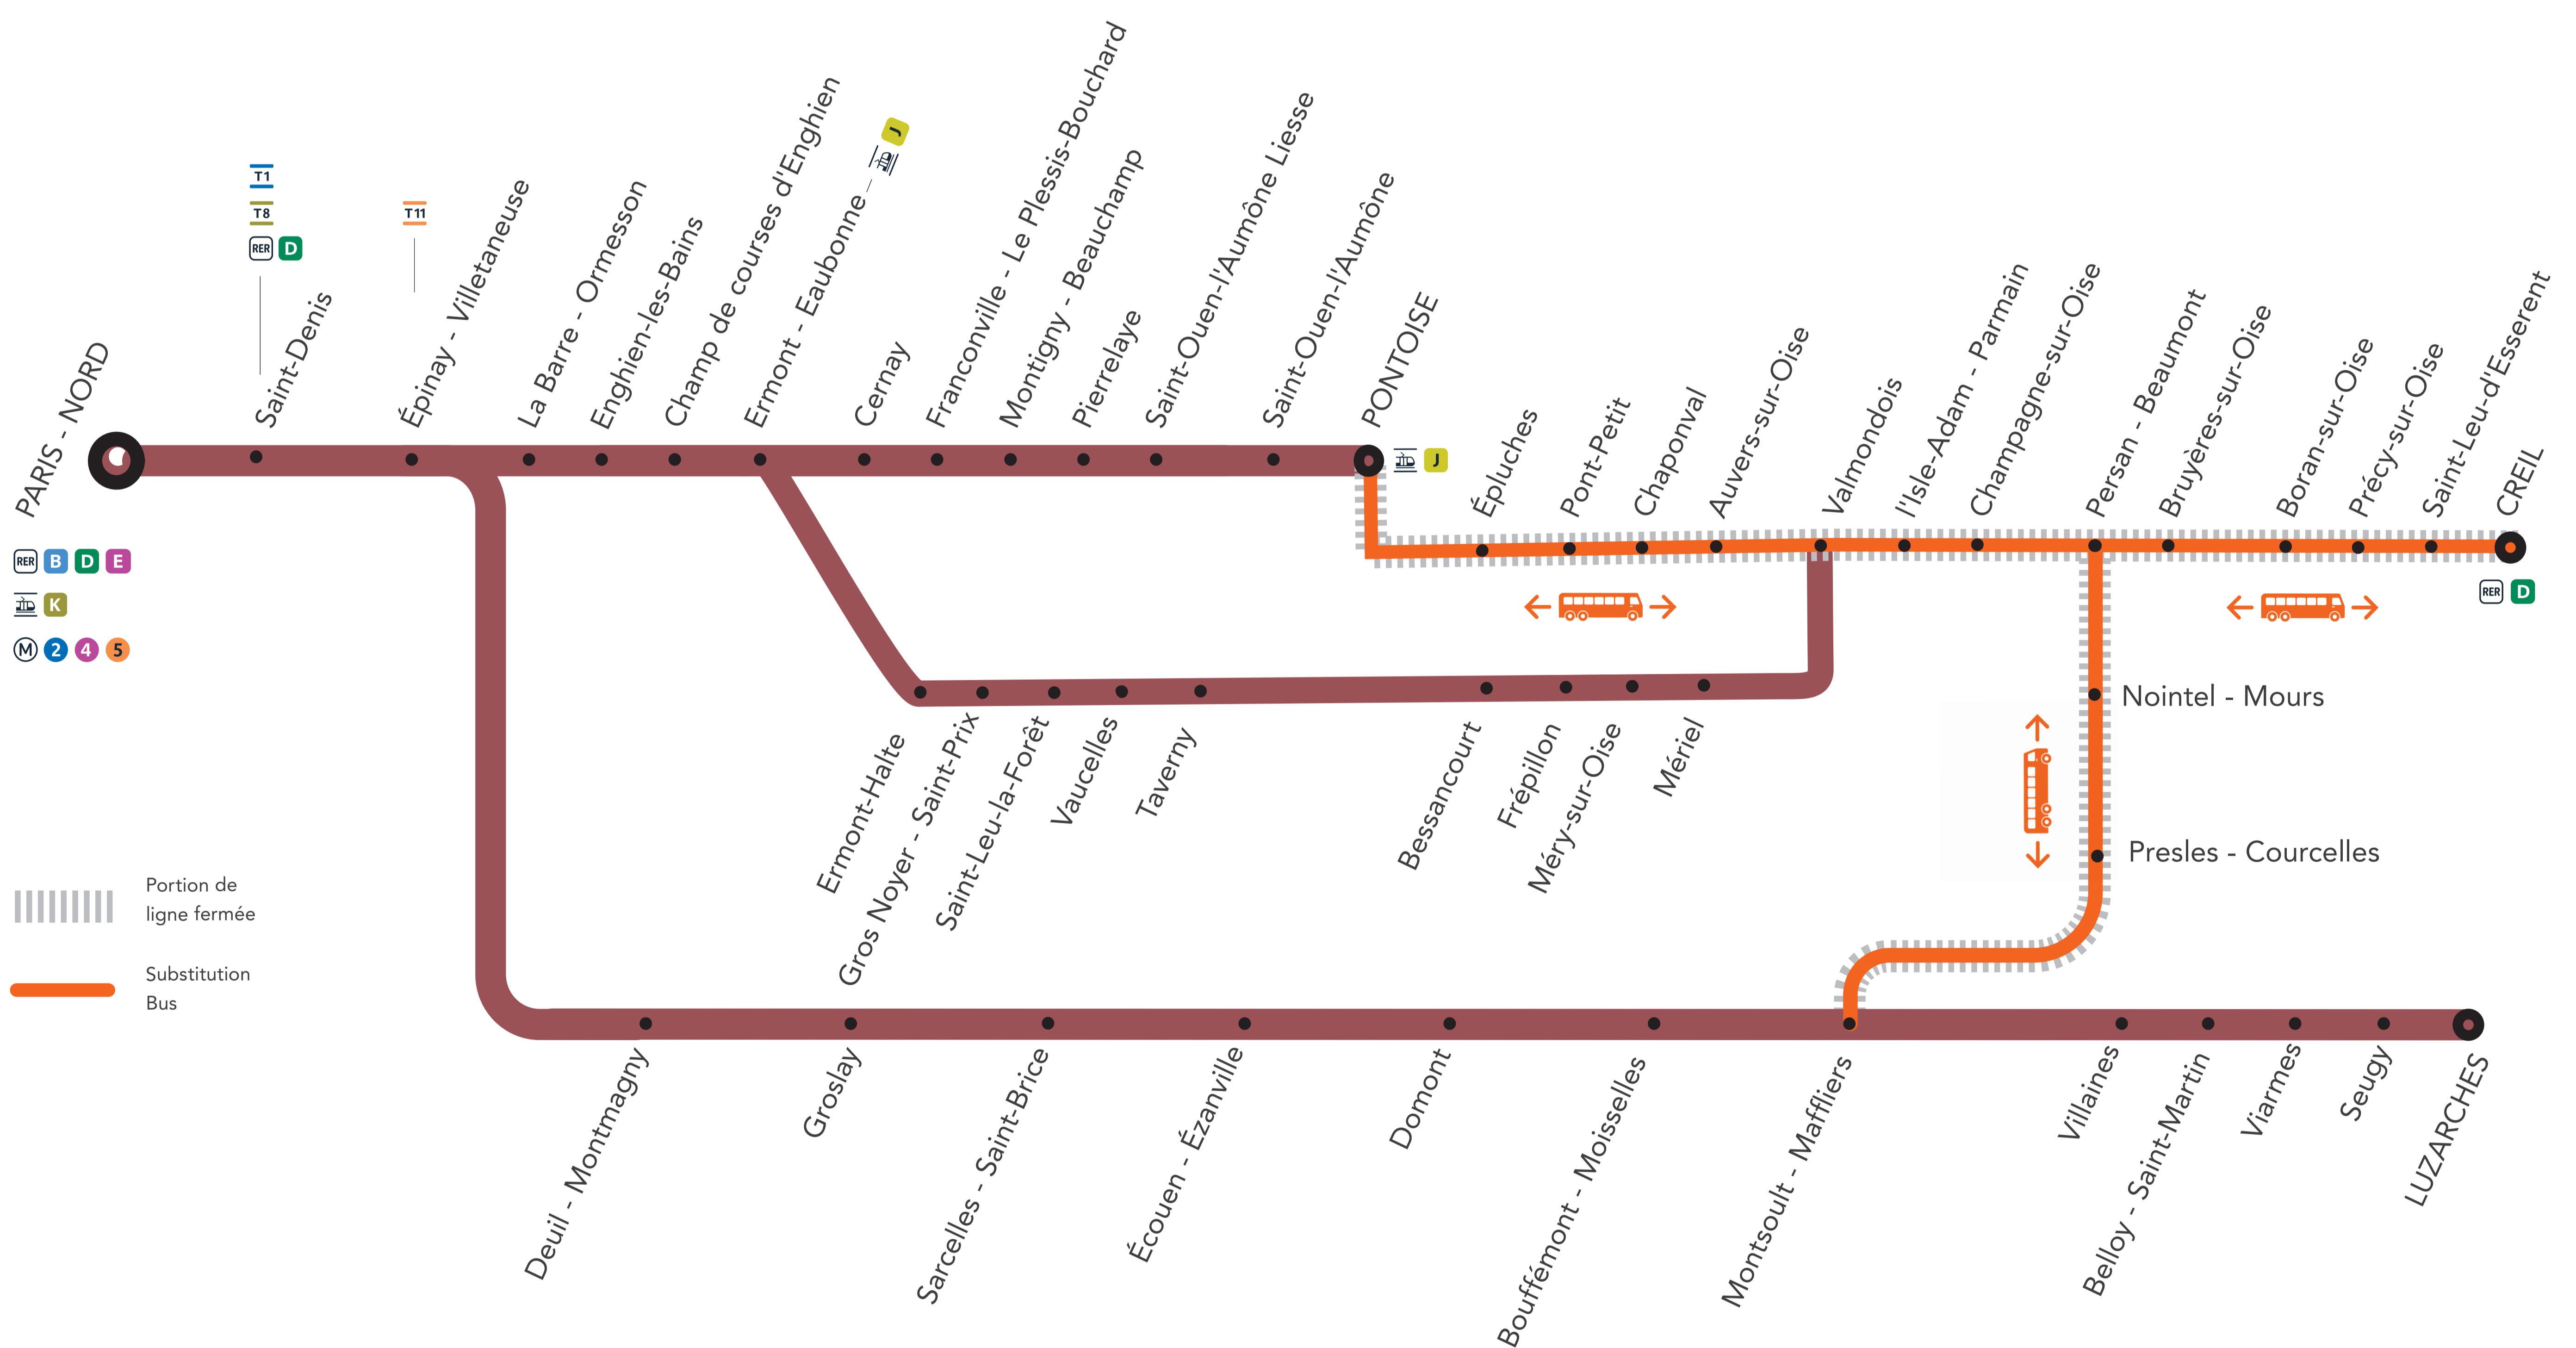 T1
T8
RER D
T11
J
PARIS - NORD
Saint-Denis
Épinay - Villetaneuse
La Barre - Ormesson
Enghien-les-Bains
Champ de courses d'Enghien
Ermont - Eaubonne
Cernay
Franconville - Le Plessis-Bouchard
Montigny - Beauchamp
Pierrelaye
Saint-Ouen-l'Aumône Liesse
Saint-Ouen-l'Aumône
PONTOISE
J
Épluches
Pont-Petit
Chaponval
Auvers-sur-Oise
Valmondois
l'Isle-Adam - Parmain
Champagne-sur-Oise
Persan - Beaumont
Bruyères-sur-Oise
Boran-sur-Oise
Précy-sur-Oise
Saint-Leu-d'Esserent
CREIL
RER D
RER B D E
K
M 2 4 5
Nointel - Mours
Presles - Courcelles
Ermont-Halte
Gros Noyer - Saint-Prix
Saint-Leu-la-Forêt
Vaucelles
Taverny
Bessancourt
Frépillon
Méry-sur-Oise
Mériel
Portion de
ligne fermée
Substitution
Bus
Deuil - Montmagny
Groslay
Sarcelles - Saint-Brice
Écouen - Ézanville
Domont
Bouffémont - Moisselles
Montsoult - Maffliers
Villaines
Belloy - Saint-Martin
Viarmes
Seugy
LUZARCHES